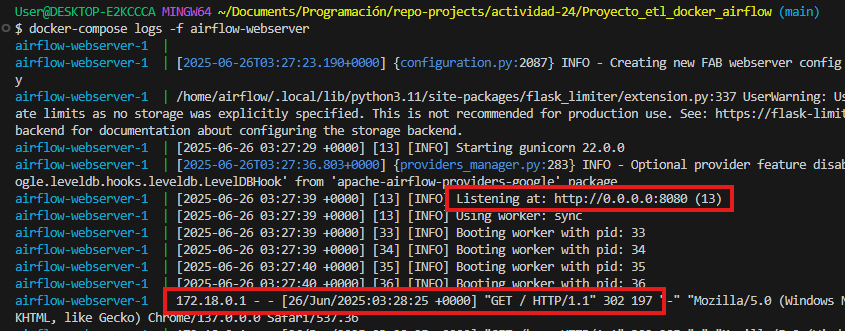 User@DESKTOP-E2KCCCA MINGW64 ~/Documents/Programación/repo-projects/actividad-24/Proyecto_etl_docker_airflow (main)
$ docker-compose logs -f airflow-webserver
airflow-webserver-1  |
airflow-webserver-1  | [2025-06-26T03:27:23.190+0000] {configuration.py:2087} INFO - Creating new FAB webserver config
y
airflow-webserver-1  | /home/airflow/.local/lib/python3.11/site-packages/flask_limiter/extension.py:337 UserWarning: Us
ate limits as no storage was explicitly specified. This is not recommended for production use. See: https://flask-limit
backend for documentation about configuring the storage backend.
airflow-webserver-1  | [2025-06-26 03:27:29 +0000] [13] [INFO] Starting gunicorn 22.0.0
airflow-webserver-1  | [2025-06-26T03:27:36.803+0000] {providers_manager.py:283} INFO - Optional provider feature disab
ogle.leveldb.hooks.leveldb.LevelDBHook' from 'apache-airflow-providers-google' package
airflow-webserver-1  | [2025-06-26 03:27:39 +0000] [13] [INFO] Listening at: http://0.0.0.0:8080 (13)
airflow-webserver-1  | [2025-06-26 03:27:39 +0000] [13] [INFO] Using worker: sync
airflow-webserver-1  | [2025-06-26 03:27:39 +0000] [33] [INFO] Booting worker with pid: 33
airflow-webserver-1  | [2025-06-26 03:27:39 +0000] [34] [INFO] Booting worker with pid: 34
airflow-webserver-1  | [2025-06-26 03:27:40 +0000] [35] [INFO] Booting worker with pid: 35
airflow-webserver-1  | [2025-06-26 03:27:40 +0000] [36] [INFO] Booting worker with pid: 36
airflow-webserver-1  | 172.18.0.1 - - [26/Jun/2025:03:28:25 +0000] "GET / HTTP/1.1" 302 197 "-" "Mozilla/5.0 (Windows N
KHTML, like Gecko) Chrome/137.0.0.0 Safari/537.36"